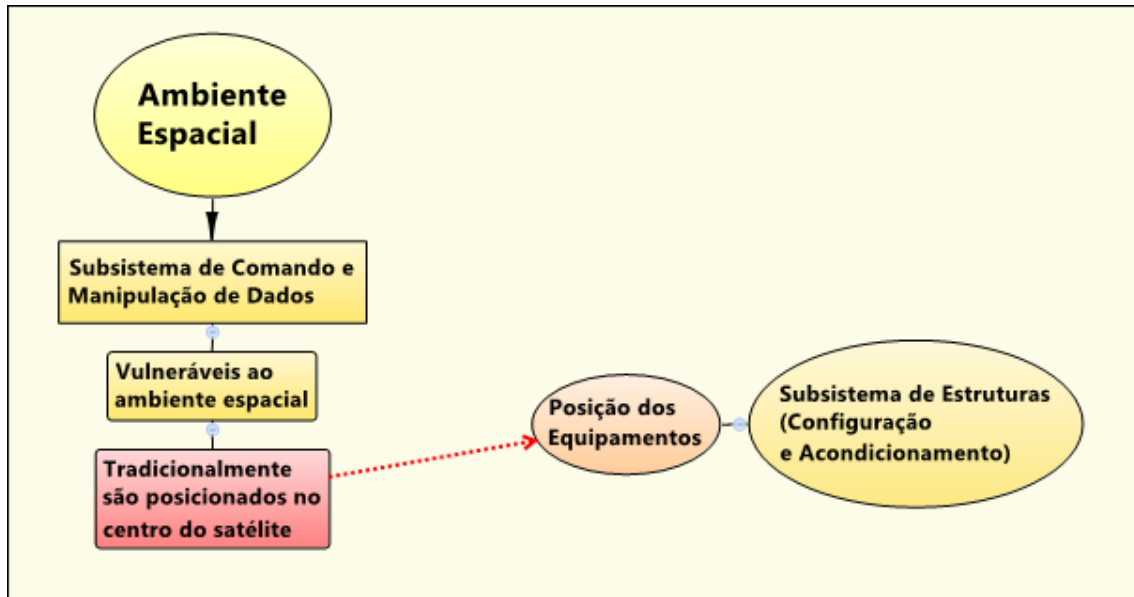 Ambiente
Espacial
Subsistema de Comando e
Manipulação de Dados
Vulneráveis ao
ambiente espacial
Tradicionalmente
são posicionados no
centro do satélite
Posição dos
Equipamentos
Subsistema de Estruturas
(Configuração
e Acondicionamento)